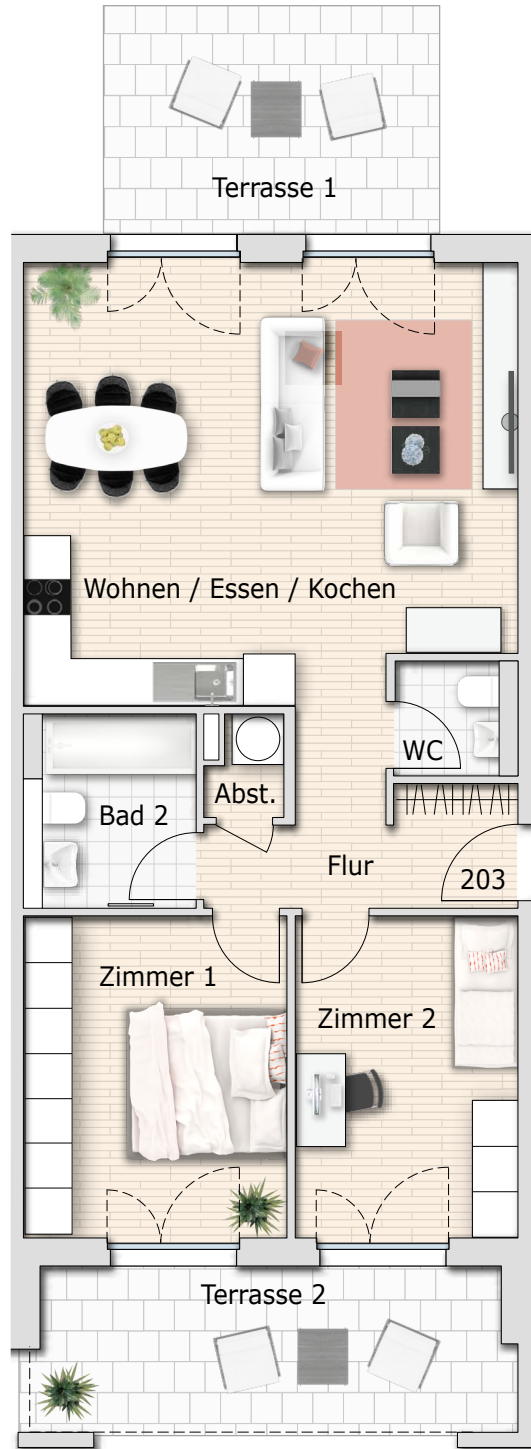 Terrasse 1
Wohnen / Essen / Kochen
WC
Abst.
Bad 2
Flur
203
Zimmer 1
Zimmer 2
Terrasse 2